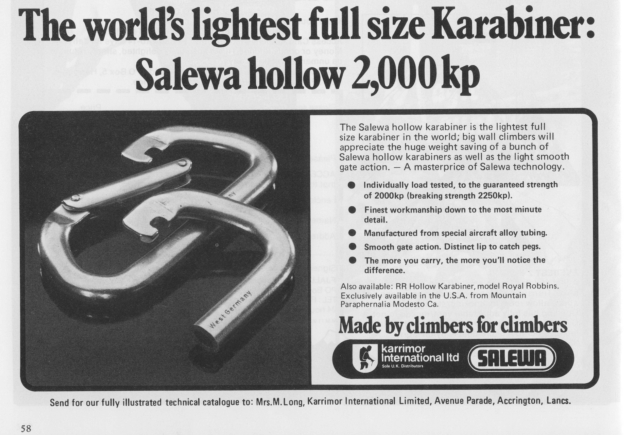 The world's lightest full size Karabiner:
Salewa hollow 2,000kp
The Salewa hollow karabiner is the lightest full
size karabiner in the world; big wall climbers will
appreciate the huge weight saving of a bunch of
Salewa hollow karabiners as well as the light smooth
gate action. — A masterprice of Salewa technology.
● Individually load tested, to the guaranteed strength
of 2000kp (breaking strength 2250kp).
● Finest workmanship down to the most minute
detail.
● Manufactured from special aircraft alloy tubing.
● Smooth gate action. Distinct lip to catch pegs.
● The more you carry, the more you'll notice the
difference.
Also available: RR Hollow Karabiner, model Royal Robbins.
Exclusively available in the U.S.A. from Mountain
Paraphernalia Modesto Ca.
West Germany
Made by climbers for climbers
karrimor
International ltd
Sole U.K. Distributors
SALEWA
Send for our fully illustrated technical catalogue to: Mrs.M.Long, Karrimor International Limited, Avenue Parade, Accrington, Lancs.
58